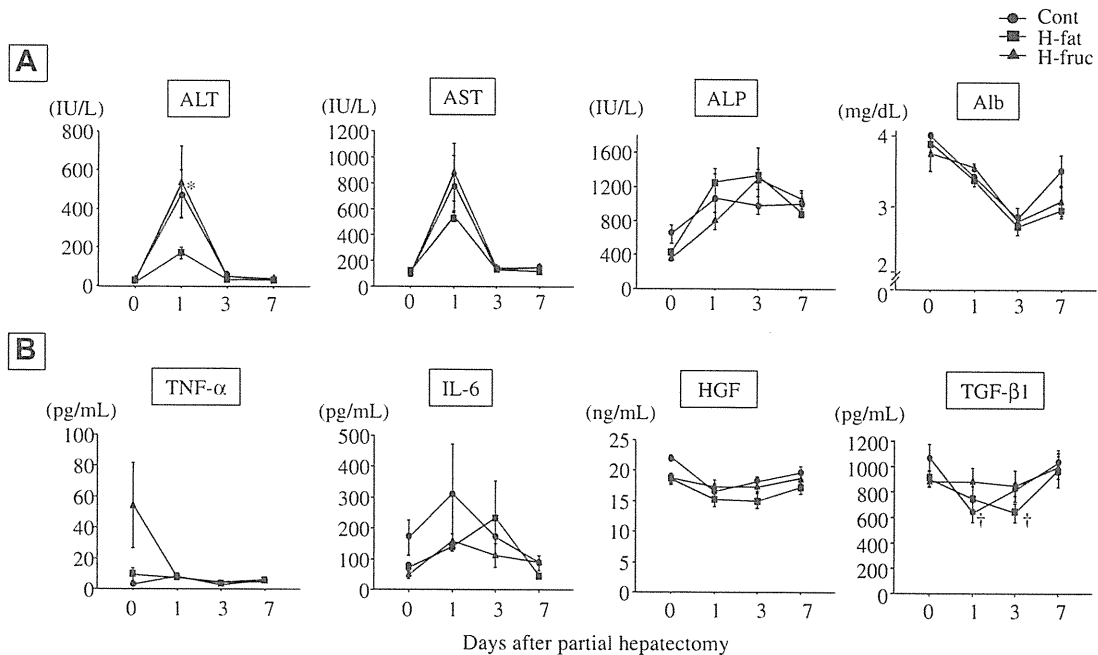 Cont
H-fat
H-fruc
A
ALT
(IU/L)
800
600
400
200
0
*
0 1 3 7
AST
(IU/L)
1200
1000
800
600
400
200
0
0 1 3 7
ALP
(IU/L)
1600
1200
800
400
0
0 1 3 7
Alb
(mg/dL)
4
3
2
0
0 1 3 7
B
TNF-α
(pg/mL)
100
80
60
40
20
0
0 1 3 7
IL-6
(pg/mL)
500
400
300
200
100
0
0 1 3 7
HGF
(ng/mL)
25
20
15
10
5
0
0 1 3 7
TGF-β1
(pg/mL)
1200
1000
800
600
400
200
0
† †
0 1 3 7
Days after partial hepatectomy